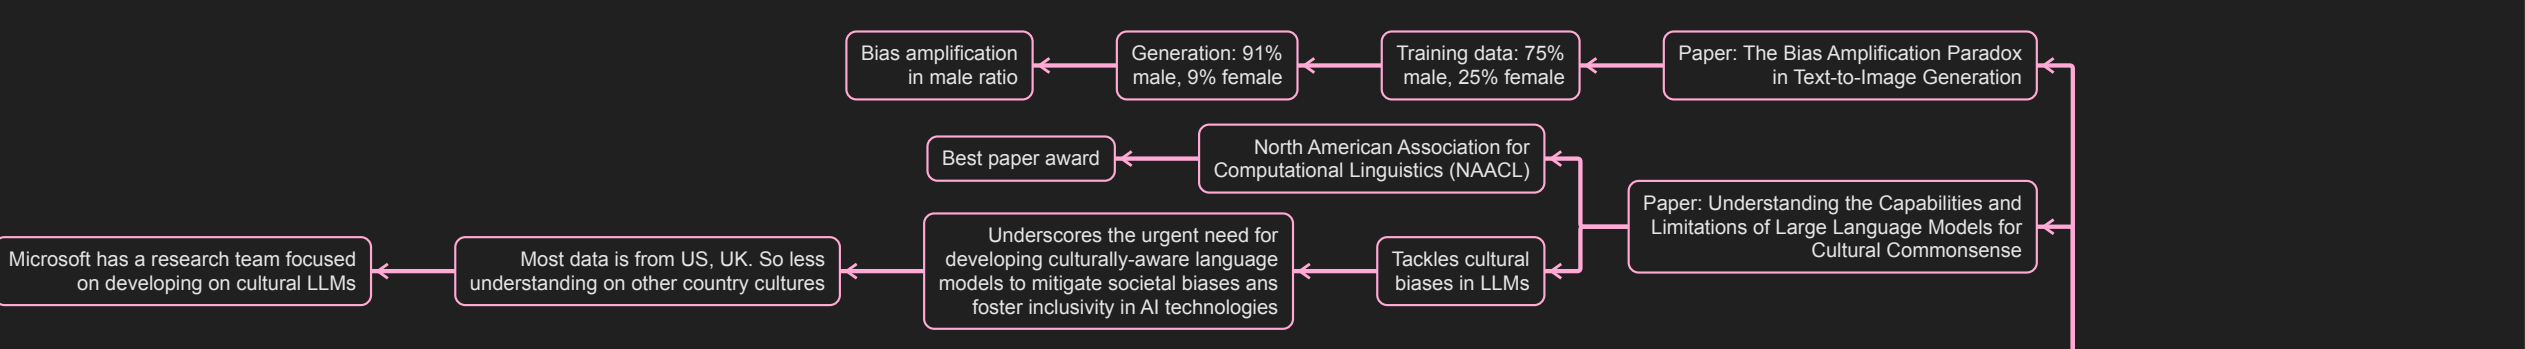 Bias amplification
in male ratio
Generation: 91%
male, 9% female
Training data: 75%
male, 25% female
Paper: The Bias Amplification Paradox
in Text-to-Image Generation
Best paper award
North American Association for
Computational Linguistics (NAACL)
Paper: Understanding the Capabilities and
Limitations of Large Language Models for
Cultural Commonsense
Microsoft has a research team focused
on developing on cultural LLMs
Most data is from US, UK. So less
understanding on other country cultures
Underscores the urgent need for
developing culturally-aware language
models to mitigate societal biases ans
foster inclusivity in AI technologies
Tackles cultural
biases in LLMs